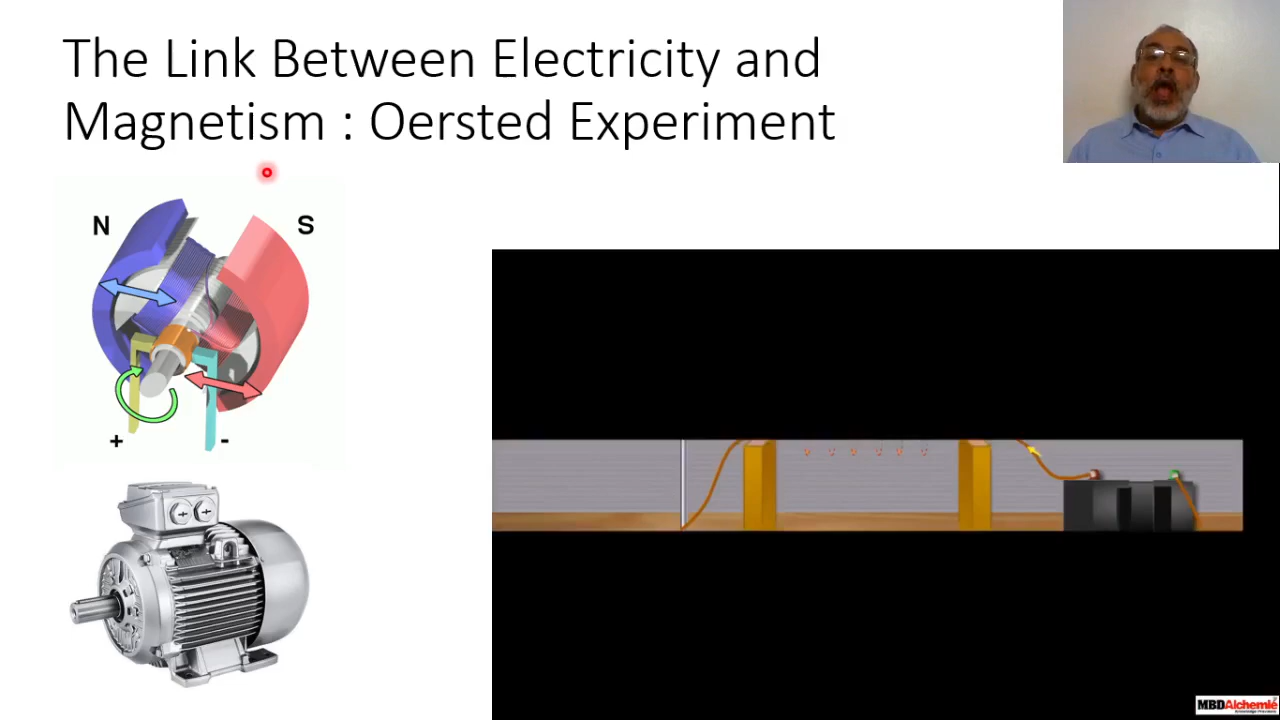 The Link Between Electricity and
Magnetism : Oersted Experiment
N
S
+
-
MBDAlchemie